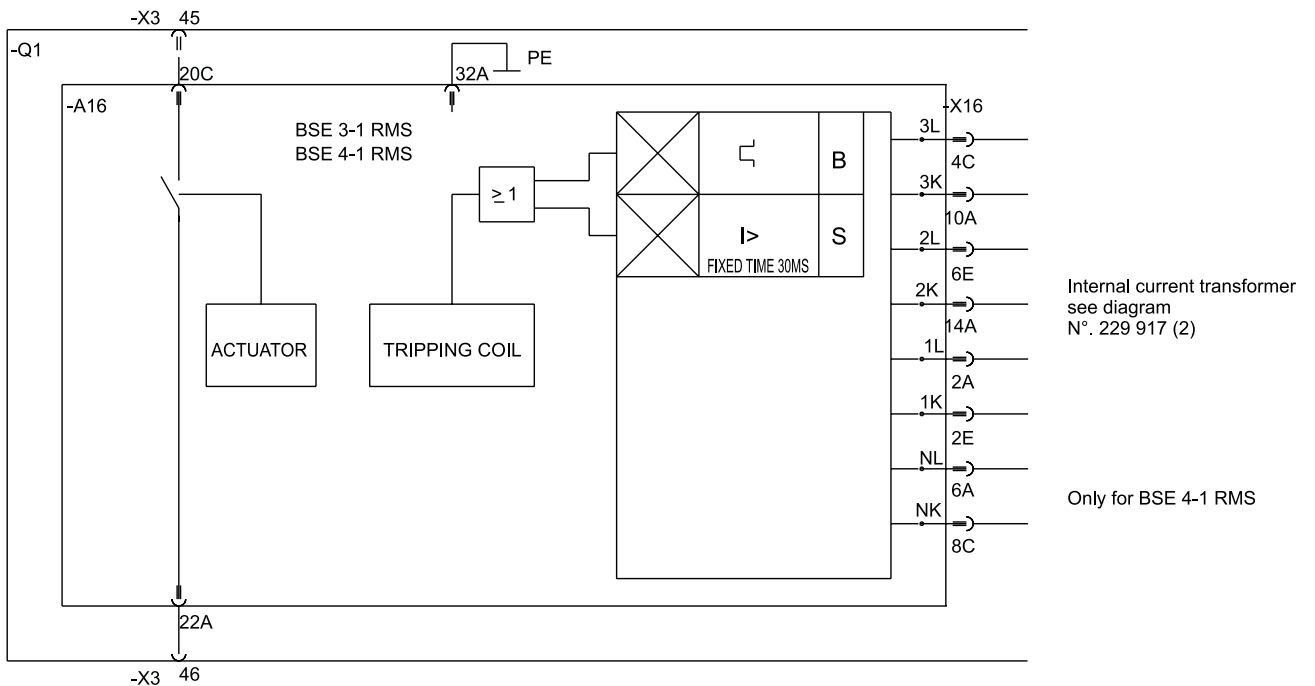 -X3 45
-Q1
PE
20C
32A
-A16
-X16
BSE 3-1 RMS
BSE 4-1 RMS
3L
4C
B
≥ 1
3K
10A
I>
S
FIXED TIME 30MS
2L
6E
2K
14A
Internal current transformer
see diagram
N°. 229 917 (2)
ACTUATOR
TRIPPING COIL
1L
2A
1K
2E
NL
6A
Only for BSE 4-1 RMS
NK
8C
22A
-X3 46